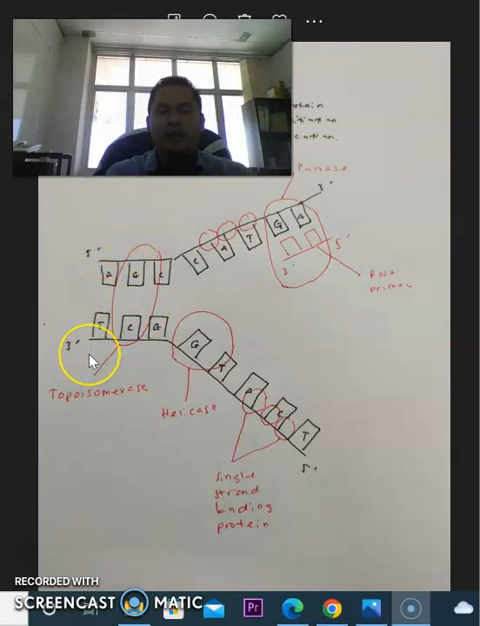 Primase
3'
5'
A G C
C A T G A
5'
3'
RNA
primer
T C G
3'
G T A C T
Topoisomerase
Helicase
5'
single
strand
binding
protein
RECORDED WITH
SCREENCAST MATIC
Pr